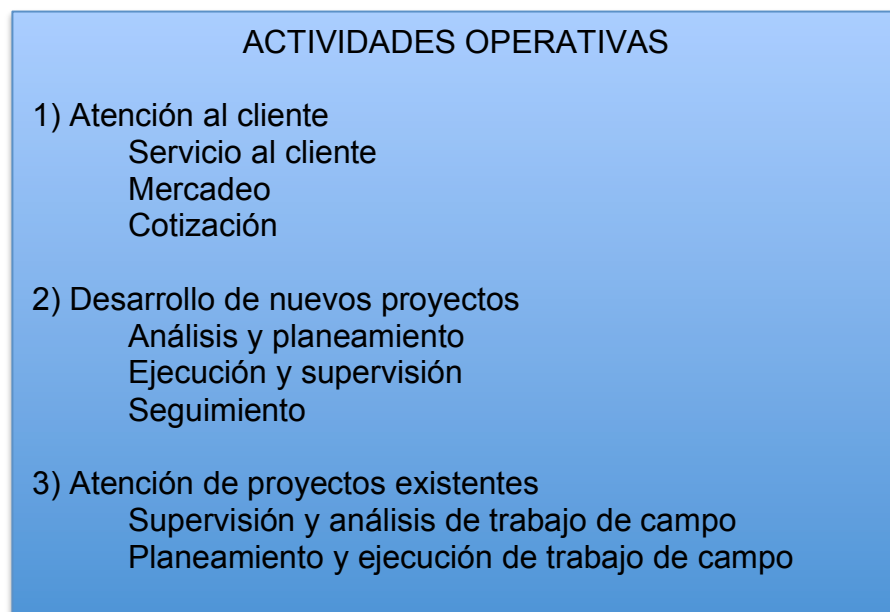 ACTIVIDADES OPERATIVAS
1) Atención al cliente
Servicio al cliente
Mercadeo
Cotización
2) Desarrollo de nuevos proyectos
Análisis y planeamiento
Ejecución y supervisión
Seguimiento
3) Atención de proyectos existentes
Supervisión y análisis de trabajo de campo
Planeamiento y ejecución de trabajo de campo